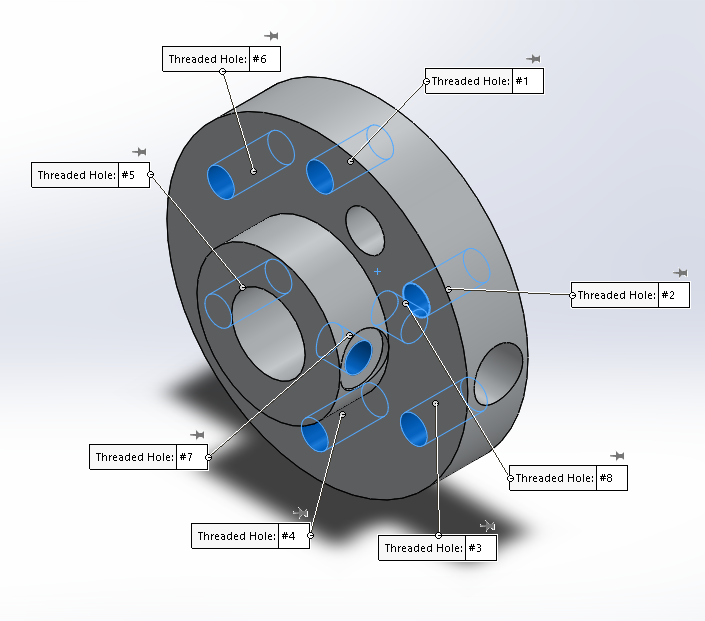 Threaded Hole: #6
Threaded Hole: #1
Threaded Hole: #5
Threaded Hole: #2
Threaded Hole: #7
Threaded Hole: #8
Threaded Hole: #4
Threaded Hole: #3